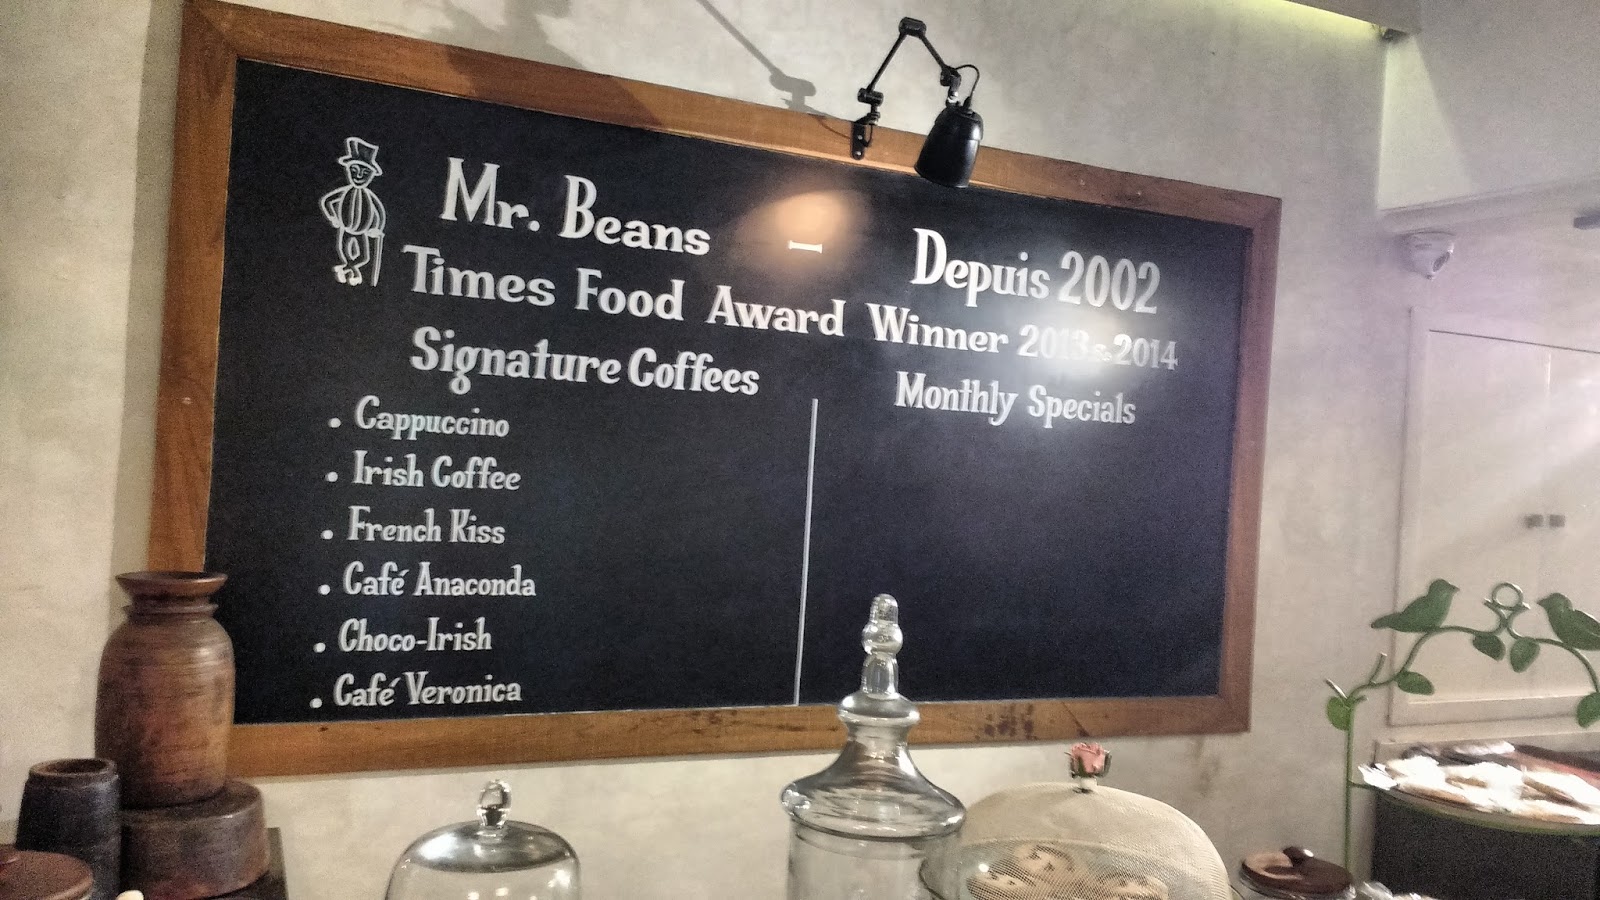 Mr. Beans - Depuis 2002
Times Food Award Winner 2013 & 2014
Signature Coffees
Monthly Specials
• Cappuccino
• Irish Coffee
• French Kiss
• Café Anaconda
• Choco-Irish
• Café Veronica